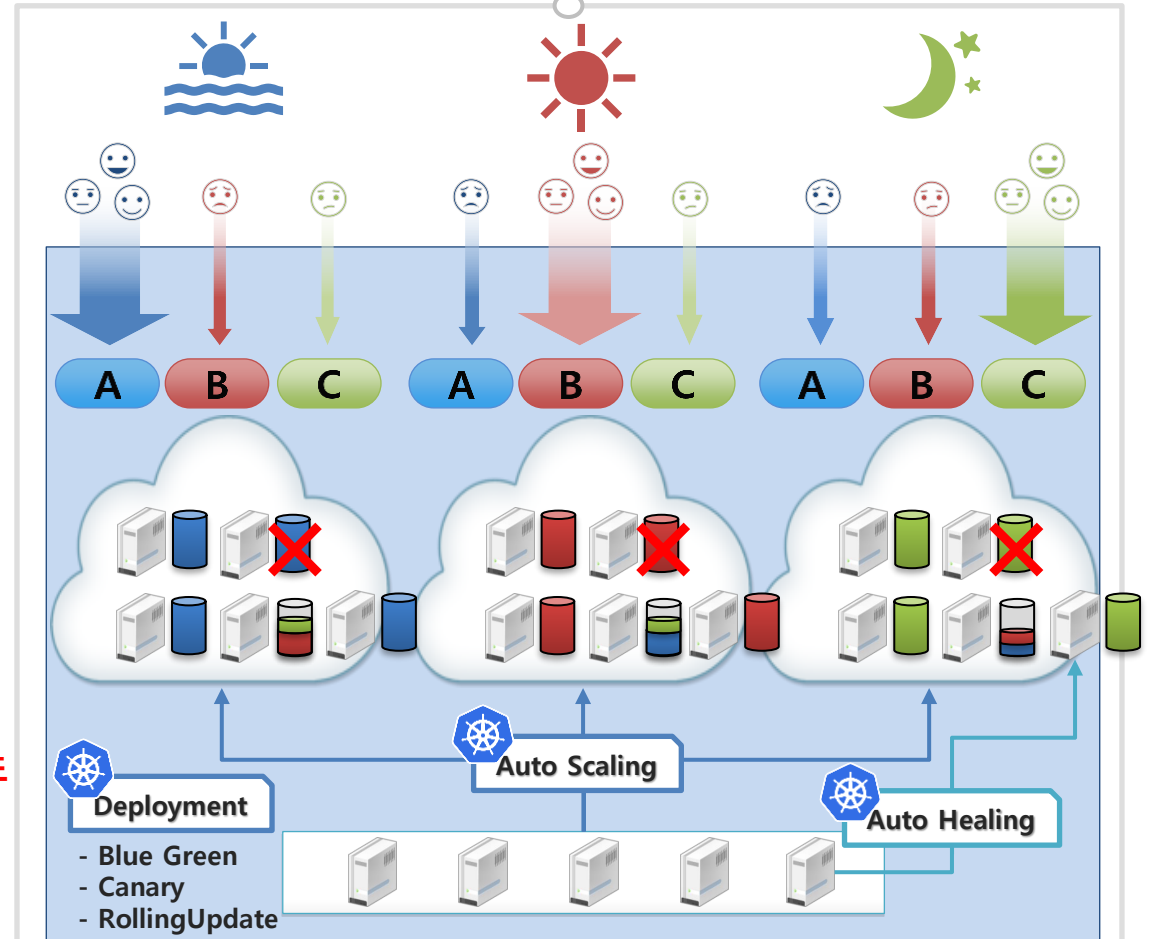 A B C A B C A B C
Auto Scaling
Deployment
Auto Healing
- Blue Green
- Canary
- RollingUpdate